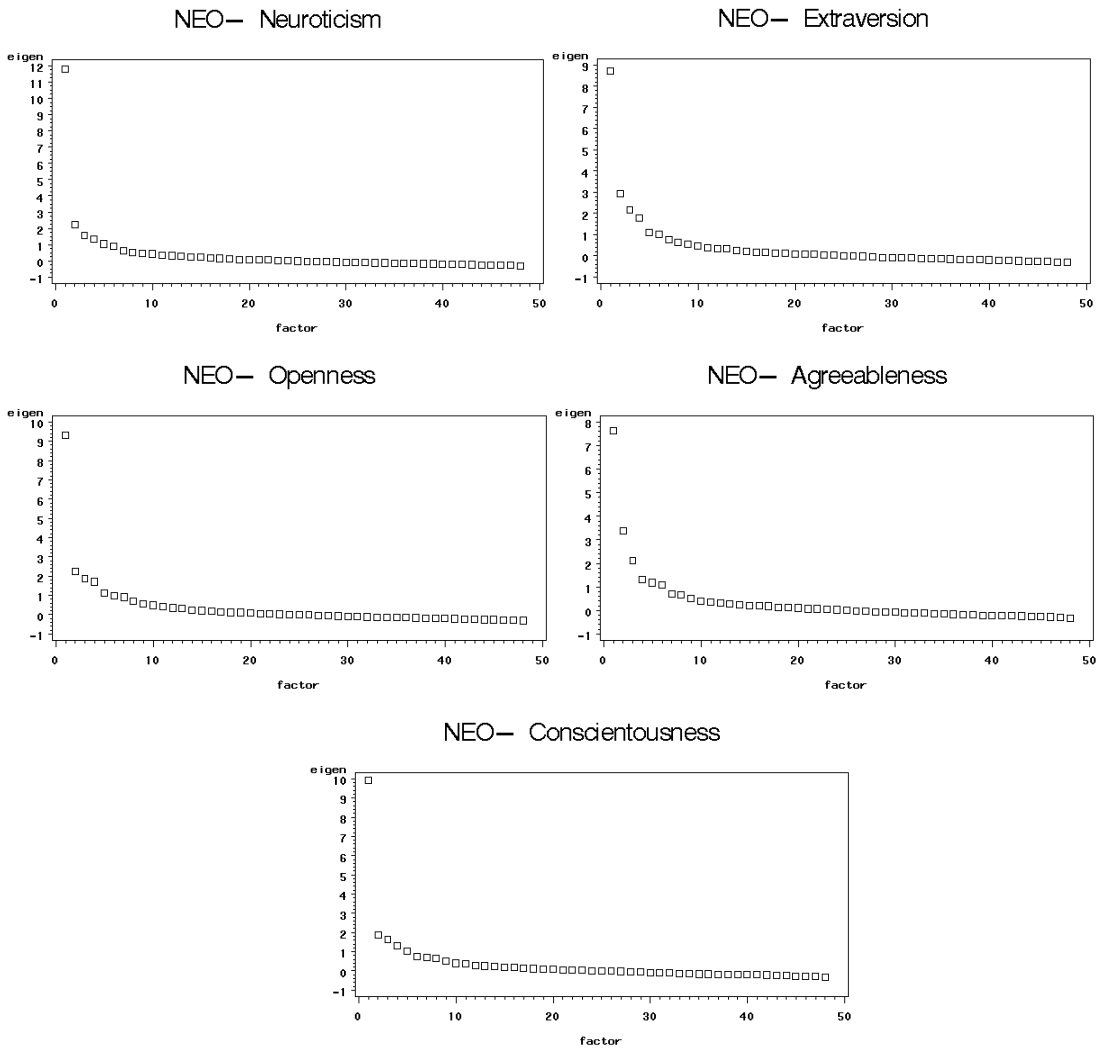 NEO— Neuroticism
eigen
12
11
10
9
8
7
6
5
4
3
2
1
0
-1
0 10 20 30 40 50
factor
NEO— Extraversion
eigen
9
8
7
6
5
4
3
2
1
0
-1
0 10 20 30 40 50
factor
NEO— Openness
eigen
10
9
8
7
6
5
4
3
2
1
0
-1
0 10 20 30 40 50
factor
NEO— Agreeableness
eigen
8
7
6
5
4
3
2
1
0
-1
0 10 20 30 40 50
factor
NEO— Conscientousness
eigen
10
9
8
7
6
5
4
3
2
1
0
-1
0 10 20 30 40 50
factor